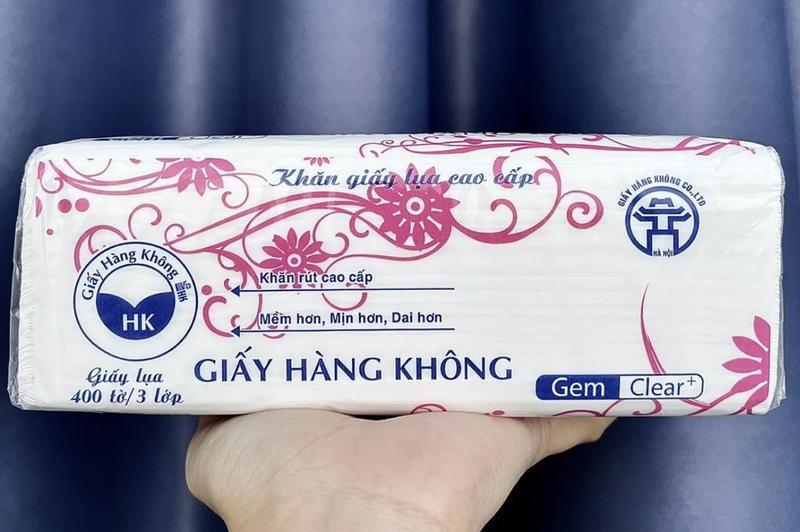 Khăn giấy lụa cao cấp
GIẤY HÀNG KHÔNG CO.,LTD
HÀ NỘI
Giấy Hàng Không
HK
Khăn rút cao cấp
Mềm hơn, Mịn hơn, Dai hơn
GIẤY HÀNG KHÔNG
Giấy lụa
400 tờ/3 lớp
Gem Clear+